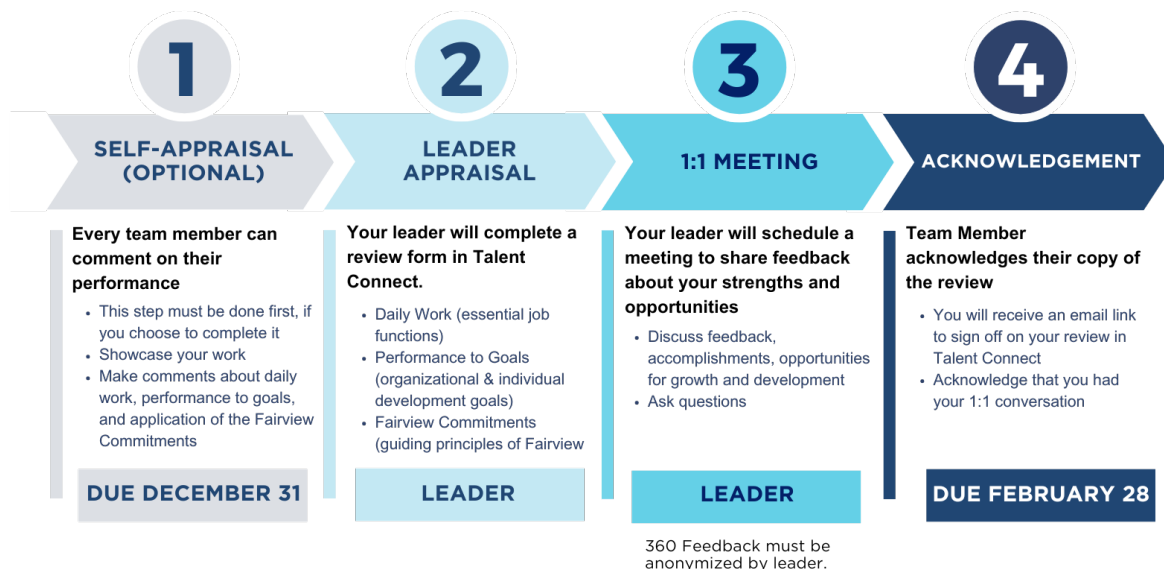 1
SELF-APPRAISAL
(OPTIONAL)
Every team member can
comment on their
performance
• This step must be done first, if
you choose to complete it
• Showcase your work
• Make comments about daily
work, performance to goals,
and application of the Fairview
Commitments
DUE DECEMBER 31
2
LEADER
APPRAISAL
Your leader will complete a
review form in Talent
Connect.
• Daily Work (essential job
functions)
• Performance to Goals
(organizational & individual
development goals)
• Fairview Commitments
(guiding principles of Fairview
LEADER
3
1:1 MEETING
Your leader will schedule a
meeting to share feedback
about your strengths and
opportunities
• Discuss feedback,
accomplishments, opportunities
for growth and development
• Ask questions
LEADER
360 Feedback must be
anonymized by leader.
4
ACKNOWLEDGEMENT
Team Member
acknowledges their copy of
the review
• You will receive an email link
to sign off on your review in
Talent Connect
• Acknowledge that you had
your 1:1 conversation
DUE FEBRUARY 28